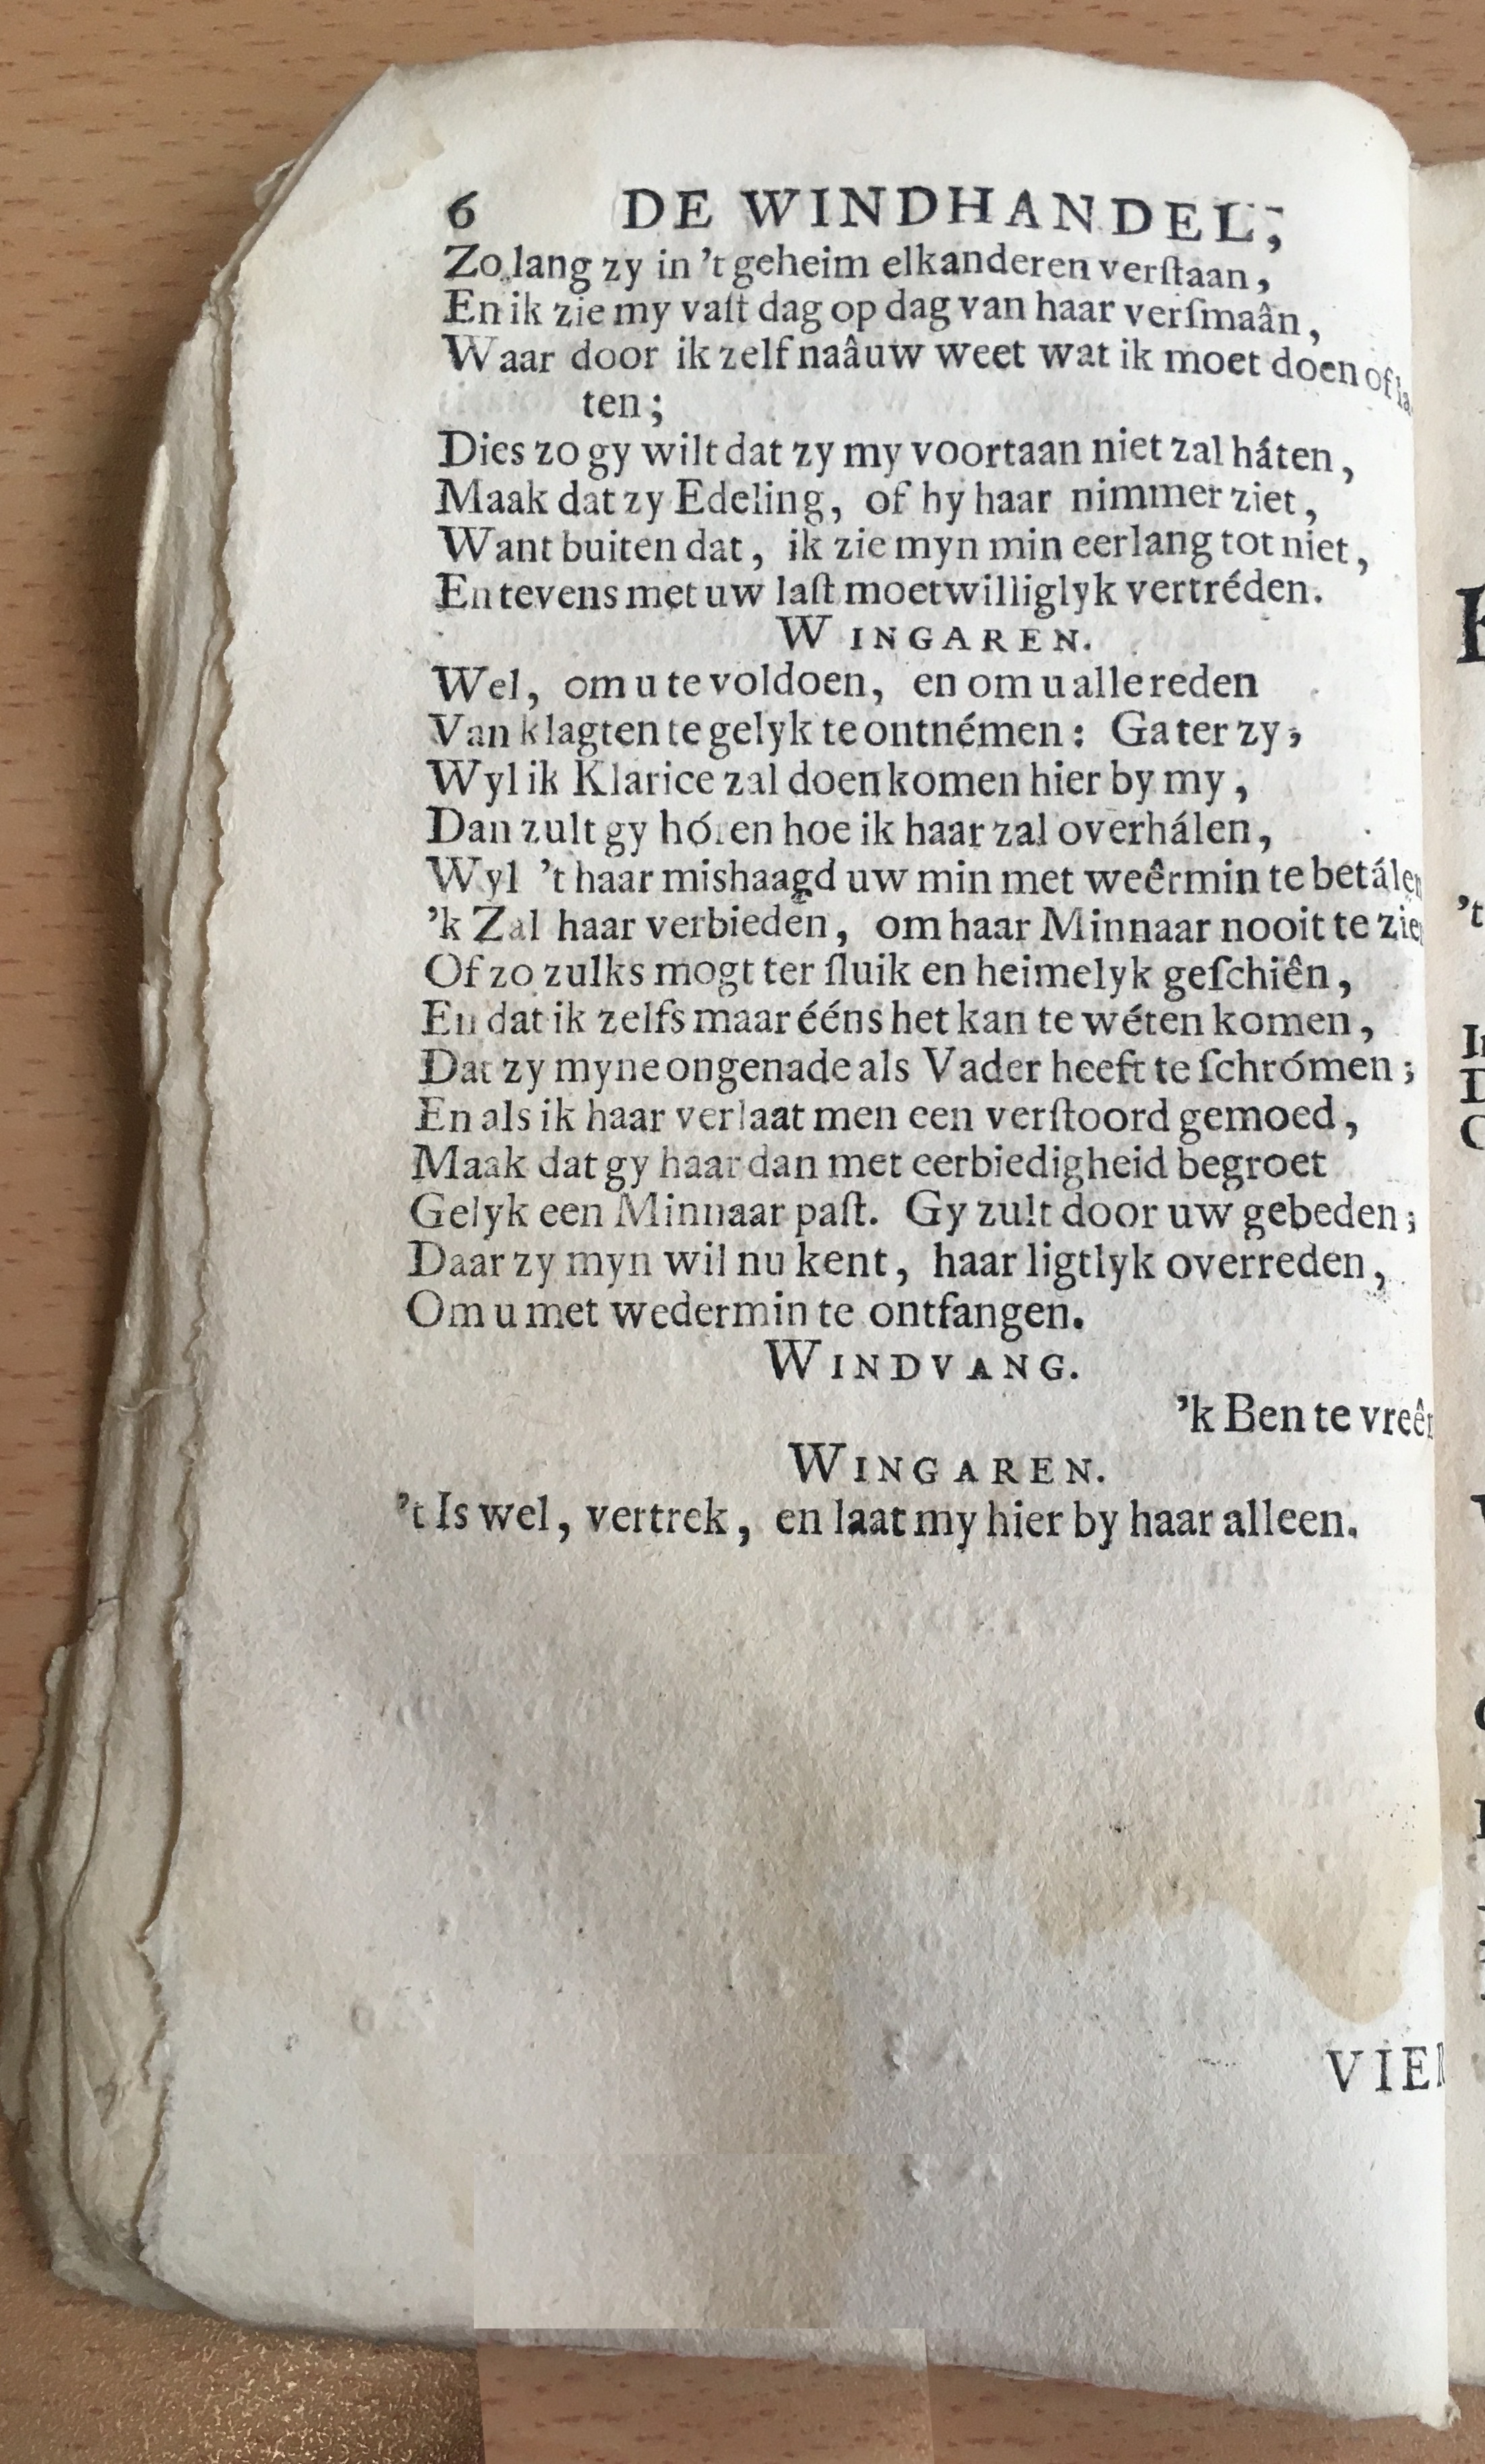 6 DE WINDHANDEL,
Zo lang zy in 't geheim elkanderen verſtaan,
En ik zie my vaſt dag op dag van haar verſmaân,
Waar door ik zelf naâuw weet wat ik moet doen of la
ten;
Dies zo gy wilt dat zy my voortaan niet zal háten,
Maak dat zy Edeling, of hy haar nimmer ziet,
Want buiten dat, ik zie myn min eerlang tot niet,
En tevens met uw laſt moetwilliglyk vertréden.
WINGAREN.
Wel, om u te voldoen, en om u alle reden
Van klagten te gelyk te ontnémen: Ga ter zy;
Wyl ik Klarice zal doen komen hier by my,
Dan zult gy hóren hoe ik haar zal overhálen,
Wyl 't haar mishaagd uw min met weêrmin te betálen
'k Zal haar verbieden, om haar Minnaar nooit te zien
Of zo zulks mogt ter ſluik en heimelyk geſchiên,
En dat ik zelfs maar ééns het kan te wéten komen,
Dat zy myne ongenade als Vader heeft te ſchrómen;
En als ik haar verlaat men een verſtoord gemoed,
Maak dat gy haar dan met eerbiedigheid begroet
Gelyk een Minnaar paſt. Gy zult door uw gebeden;
Daar zy myn wil nu kent, haar ligtlyk overreden,
Om u met wedermin te ontfangen.
WINDVANG.
'k Ben te vreên
WINGAREN.
't Is wel, vertrek, en laat my hier by haar alleen.
VIER